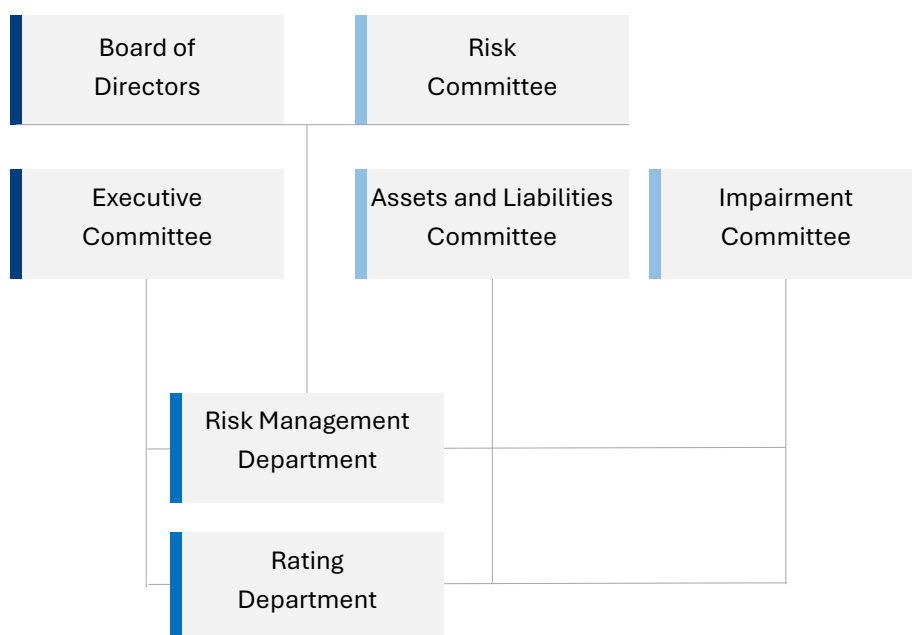 Board of
Directors
Risk
Committee
Executive
Committee
Assets and Liabilities
Committee
Impairment
Committee
Risk Management
Department
Rating
Department